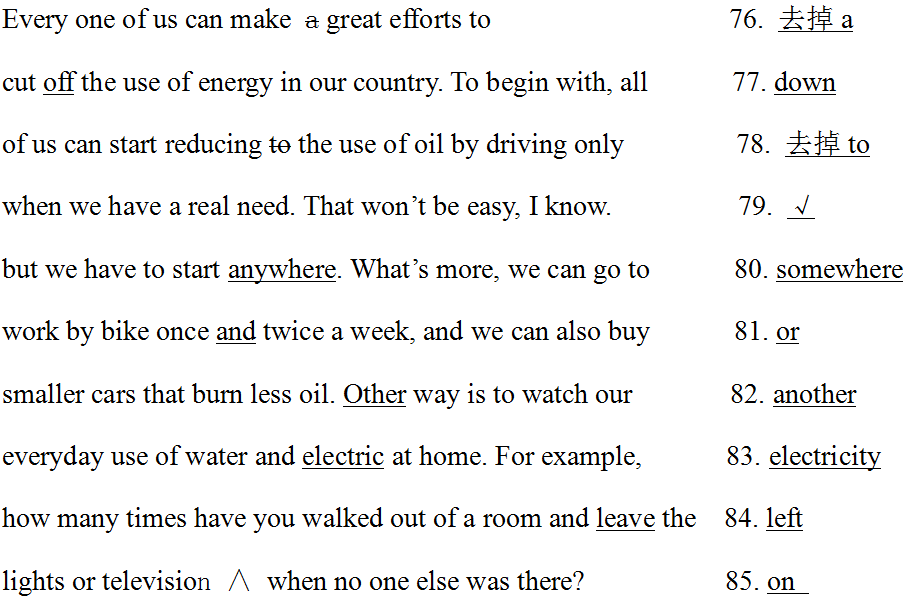 Every one of us can make a great efforts to 76. 去掉 a
cut off the use of energy in our country. To begin with, all 77. down
of us can start reducing to the use of oil by driving only 78. 去掉 to
when we have a real need. That won’t be easy, I know. 79. √
but we have to start anywhere. What’s more, we can go to 80. somewhere
work by bike once and twice a week, and we can also buy 81. or
smaller cars that burn less oil. Other way is to watch our 82. another
everyday use of water and electric at home. For example, 83. electricity
how many times have you walked out of a room and leave the 84. left
lights or television ∧ when no one else was there? 85. on